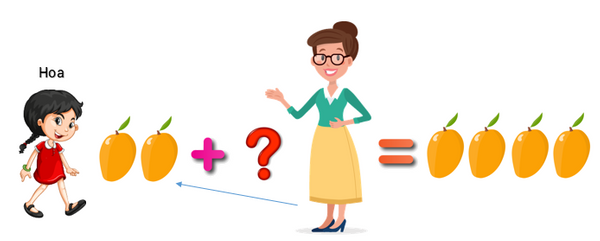 Hoa
+ ? =